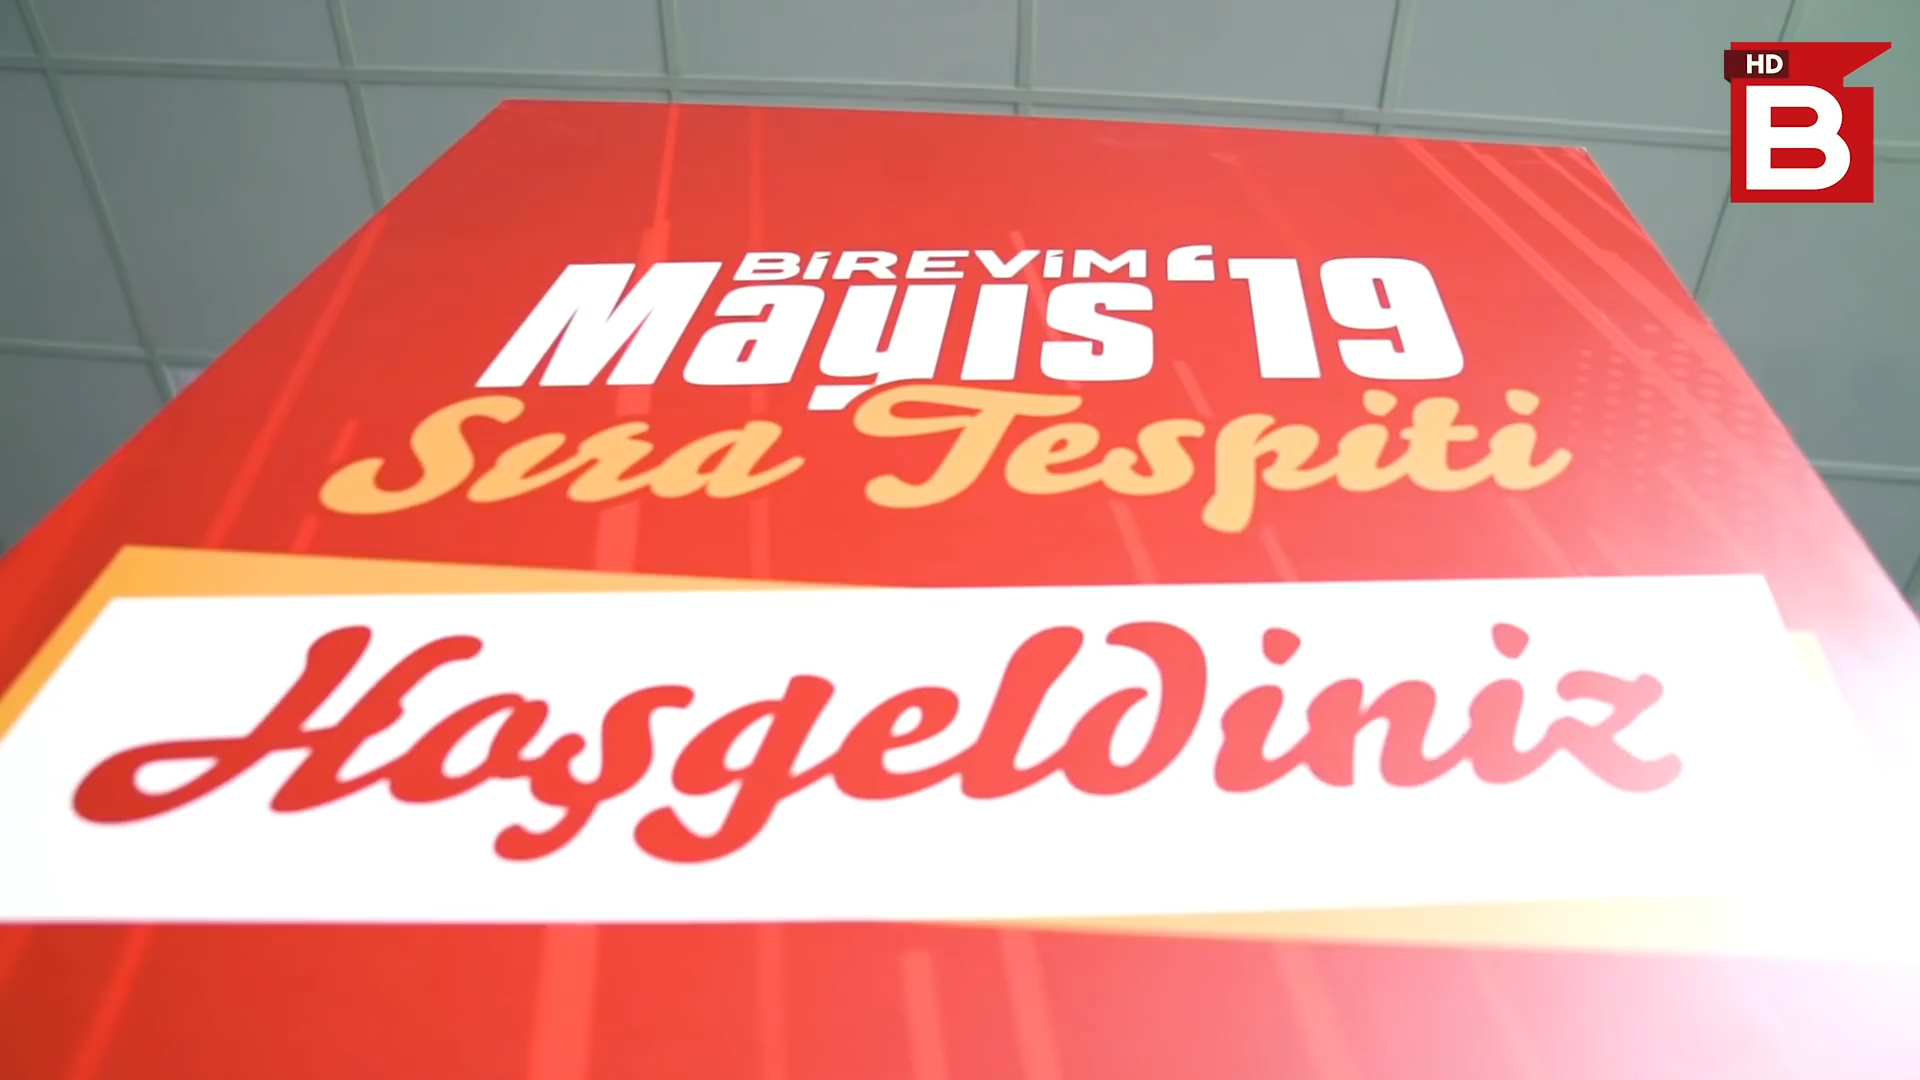 HD
B
BİREVİM
Mayıs '19
Sıra Tespiti
Hoşgeldiniz